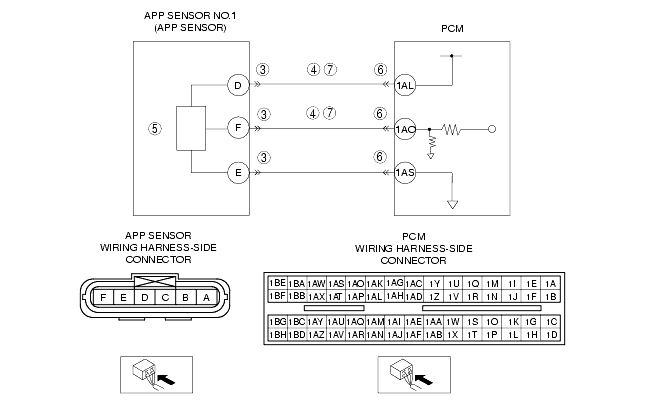 APP SENSOR NO.1
(APP SENSOR)
PCM
D ③ ④ ⑦ ⑥ 1AL
⑤ F ③ ④ ⑦ ⑥ 1AO
E ③ ⑥ 1AS
APP SENSOR
WIRING HARNESS-SIDE
CONNECTOR
F E D C B A
PCM
WIRING HARNESS-SIDE
CONNECTOR
1BE 1BA 1AW 1AS 1AO 1AK 1AG 1AC 1Y 1U 1Q 1M 1I 1E 1A
1BF 1BB 1AX 1AT 1AP 1AL 1AH 1AD 1Z 1V 1R 1N 1J 1F 1B
1BG 1BC 1AY 1AU 1AQ 1AM 1AI 1AE 1AA 1W 1S 1O 1K 1G 1C
1BH 1BD 1AZ 1AV 1AR 1AN 1AJ 1AF 1AB 1X 1T 1P 1L 1H 1D